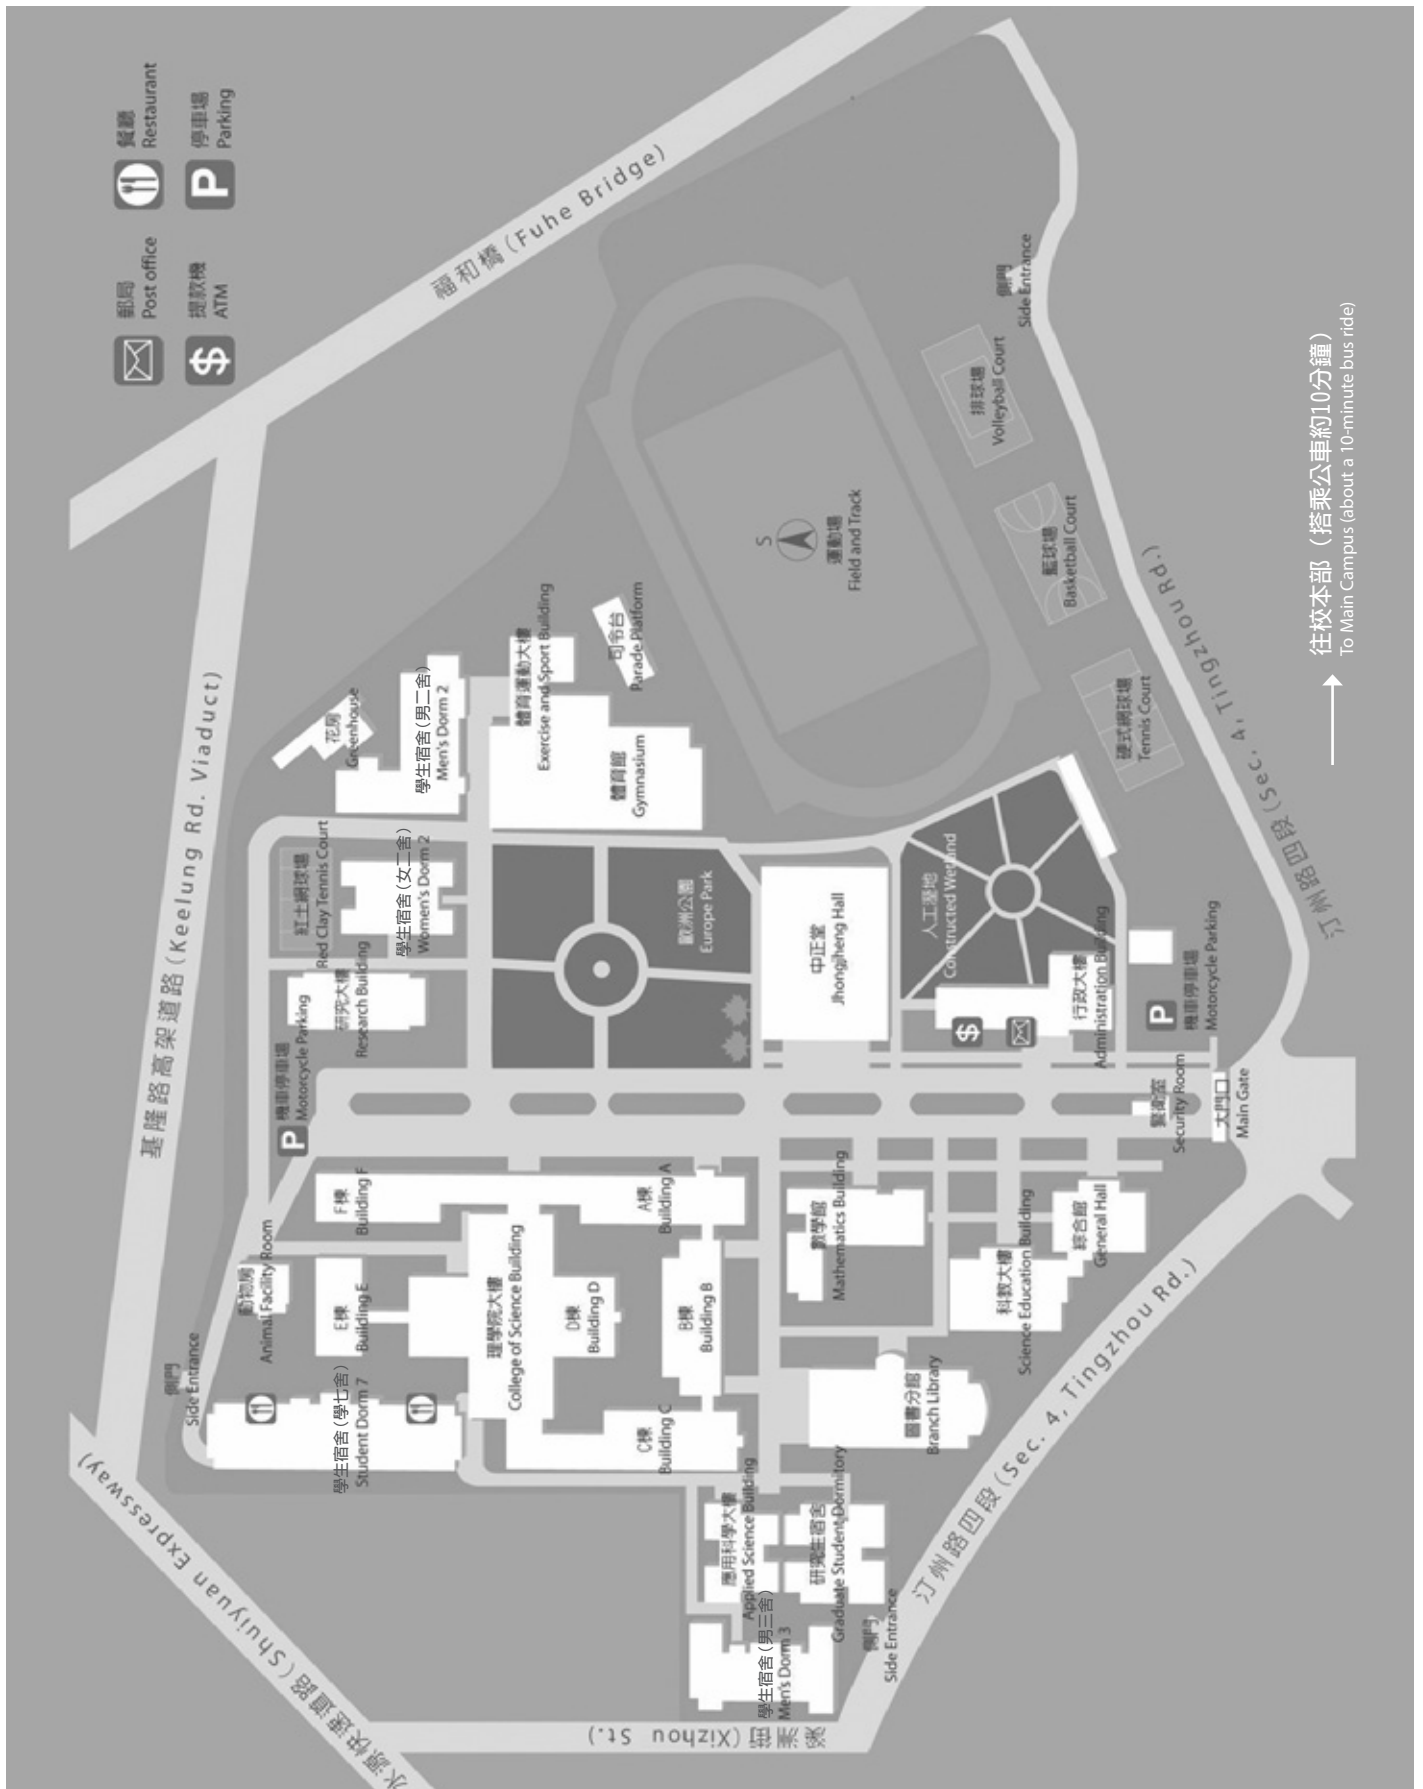 餐廳
Restaurant
停車場
Parking
郵局
Post office
提款機
ATM
P
P
$
福和橋(Fuhe Bridge)
基隆路高架道路(Keelung Rd. Viaduct)
水源快速道路(Shuiyuan Expressway)
思源街(Xizhou St.)
汀州路四段(Sec. 4, Tingzhou Rd.)
汀州路四段(Sec. 4, Tingzhou Rd.)
側門
Side Entrance
排球場
Volleyball Court
籃球場
Basketball Court
硬式網球場
Tennis Court
S
運動場
Field and Track
司令台
Parade Platform
體育運動大樓
Exercise and Sport Building
體育館
Gymnasium
花房
Greenhouse
學生宿舍(男二舍)
Men's Dorm 2
紅土網球場
Red Clay Tennis Court
學生宿舍(女二舍)
Women's Dorm 2
研究大樓
Research Building
機車停車場
Motorcycle Parking
P
歐洲公園
Europe Park
中正堂
Jhongjheng Hall
人工溼地
Constructed Wetland
行政大樓
Administration Building
$
機車停車場
Motorcycle Parking
警衛室
Security Room
大門口
Main Gate
F棟
Building F
A棟
Building A
動物房
Animal Facility Room
E棟
Building E
理學院大樓
College of Science Building
D棟
Building D
B棟
Building B
C棟
Building C
側門
Side Entrance
學生宿舍(學七舍)
Student Dorm 7
數學館
Mathematics Building
科教大樓
Science Education Building
綜合館
General Hall
圖書分館
Branch Library
應用科學大樓
Applied Science Building
研究生宿舍
Graduate Student Dormitory
學生宿舍(男三舍)
Men's Dorm 3
側門
Side Entrance
往校本部(搭乘公車約10分鐘)
To Main Campus (about a 10-minute bus ride)